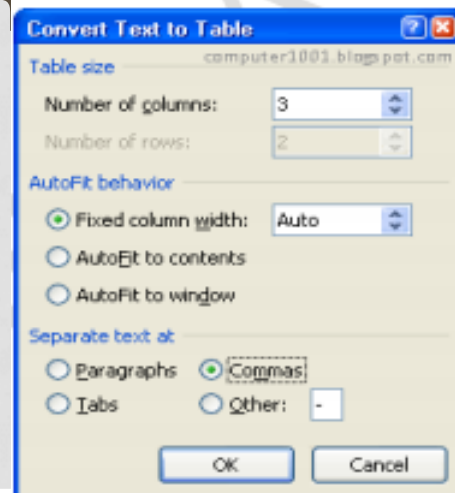 Convert Text to Table
computer1001.blogspot.com
Table size
Number of columns: 3
Number of rows: 2
AutoFit behavior
Fixed column width: Auto
AutoFit to contents
AutoFit to window
Separate text at
Paragraphs Commas
Tabs Other: -
OK Cancel